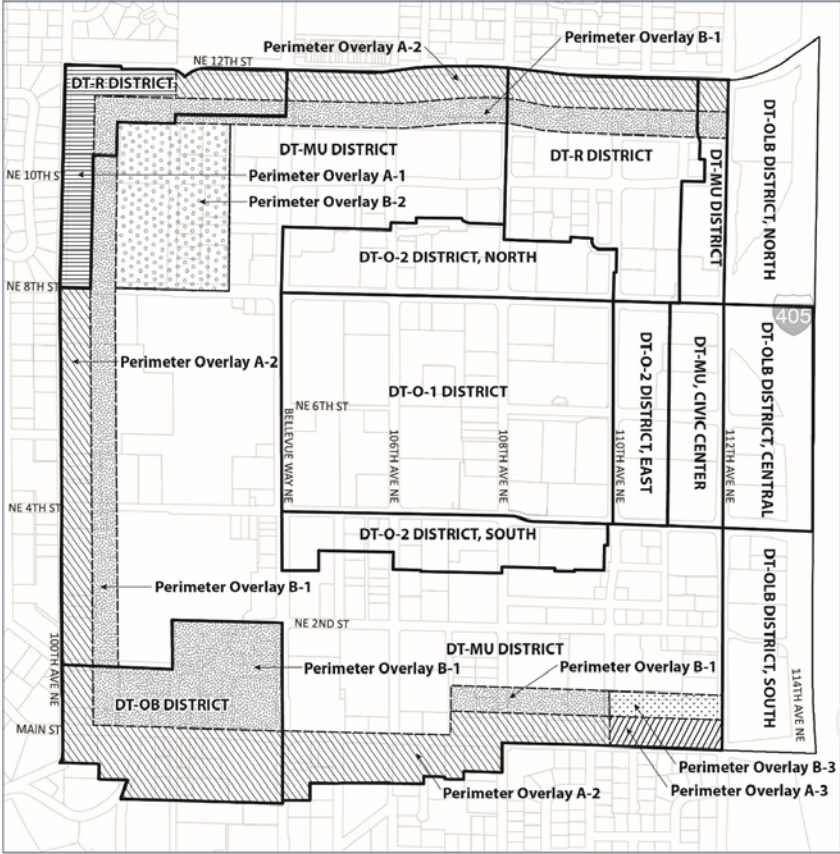 Perimeter Overlay B-1
Perimeter Overlay A-2
NE 12TH ST
DT-R DISTRICT
DT-OLB DISTRICT, NORTH
DT-MU DISTRICT
DT-R DISTRICT
DT-MU DISTRICT
NE 10TH S
Perimeter Overlay A-1
Perimeter Overlay B-2
DT-O-2 DISTRICT, NORTH
NE 8TH ST
405
Perimeter Overlay A-2
DT-O-2 DISTRICT, EAST
DT-MU, CIVIC CENTER
DT-OLB DISTRICT, CENTRAL
DT-O-1 DISTRICT
NE 6TH ST
BELLEVUE WAY NE
106TH AVE NE
108TH AVE NE
110TH AVE NE
112TH AVE NE
NE 4TH ST
DT-O-2 DISTRICT, SOUTH
DT-OLB DISTRICT, SOUTH
Perimeter Overlay B-1
NE 2ND ST
100TH AVE NE
DT-MU DISTRICT
Perimeter Overlay B-1
Perimeter Overlay B-1
114TH AVE NE
DT-OB DISTRICT
MAIN ST
Perimeter Overlay B-3
Perimeter Overlay A-2
Perimeter Overlay A-3